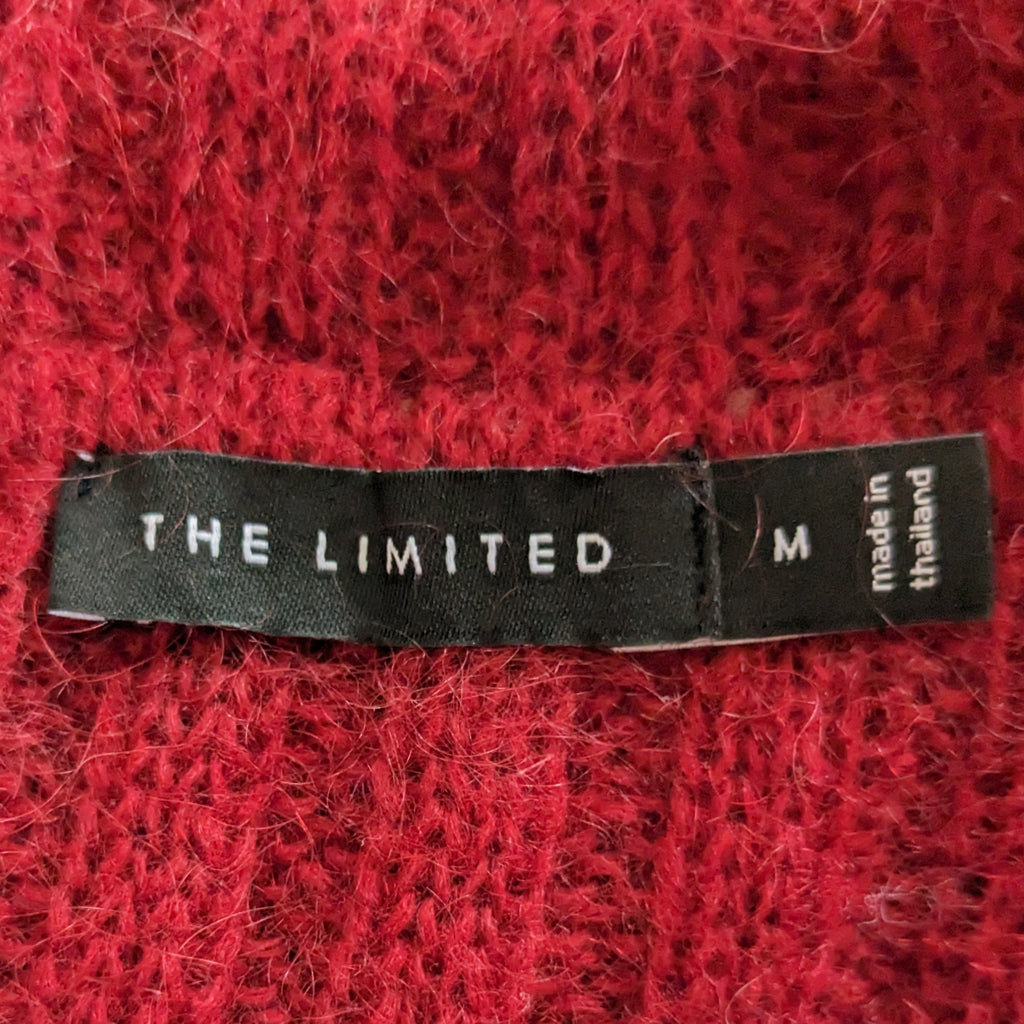 THE LIMITED
M
made in
thailand